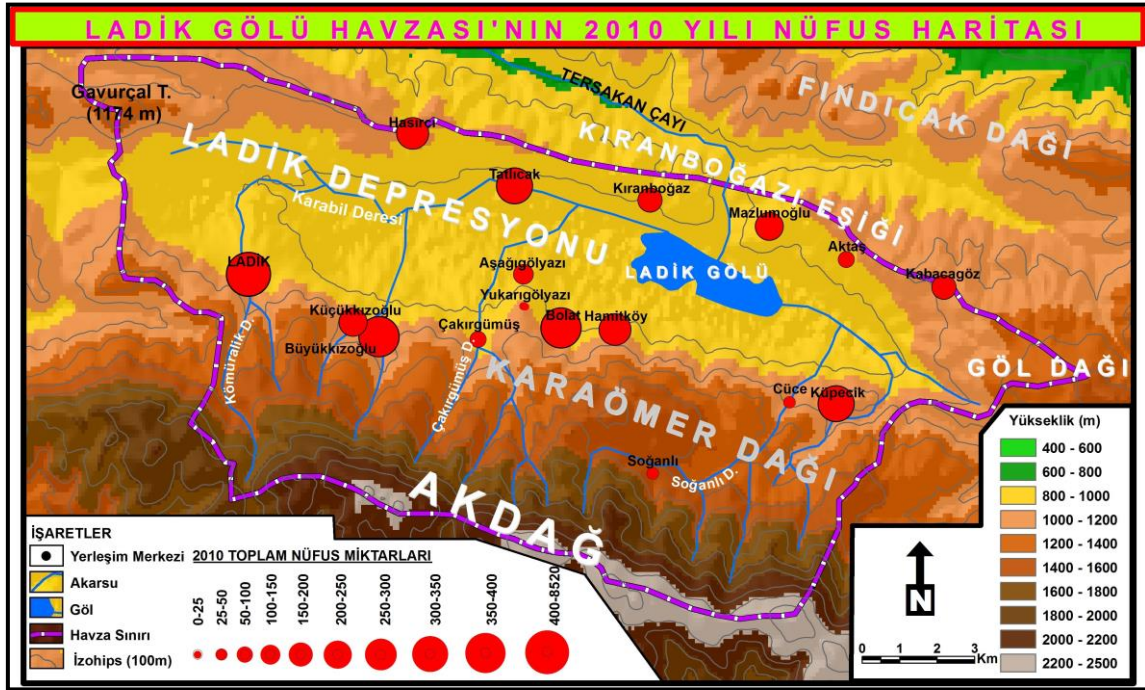 LADİK GÖLÜ HAVZASI'NIN 2010 YILI NÜFUS HARİTASI
Gavurçal T.
(1174 m)
TERSAKAN ÇAYI
FINDICAK DAĞI
Hasırcı
KIRANBOĞAZI EŞİĞİ
LADİK DEPRESYONU
Tatlıcak
Kıranboğaz
Karabil Deresi
Mazlumoğlu
Aktaş
LADİK
Aşağıgölyazı
LADİK GÖLÜ
Kabacagöz
Yukarıgölyazı
Küçükkızoğlu
Çakırgümüş
Bolat
Hamitköy
Büyükkızoğlu
Kömüralik D.
Çakırgümüş D.
KARAÖMER DAĞI
GÖL DAĞI
Cüce
Küpecik
Soğanlı
Soğanlı D.
AKDAĞ
İŞARETLER
Yerleşim Merkezi
Akarsu
Göl
Havza Sınırı
İzohips (100m)
2010 TOPLAM NÜFUS MİKTARLARI
0-25
25-50
50-100
100-150
150-200
200-250
250-300
300-350
350-400
400-8520
N
0 1 2 3
Km
Yükseklik (m)
400 - 600
600 - 800
800 - 1000
1000 - 1200
1200 - 1400
1400 - 1600
1600 - 1800
1800 - 2000
2000 - 2200
2200 - 2500